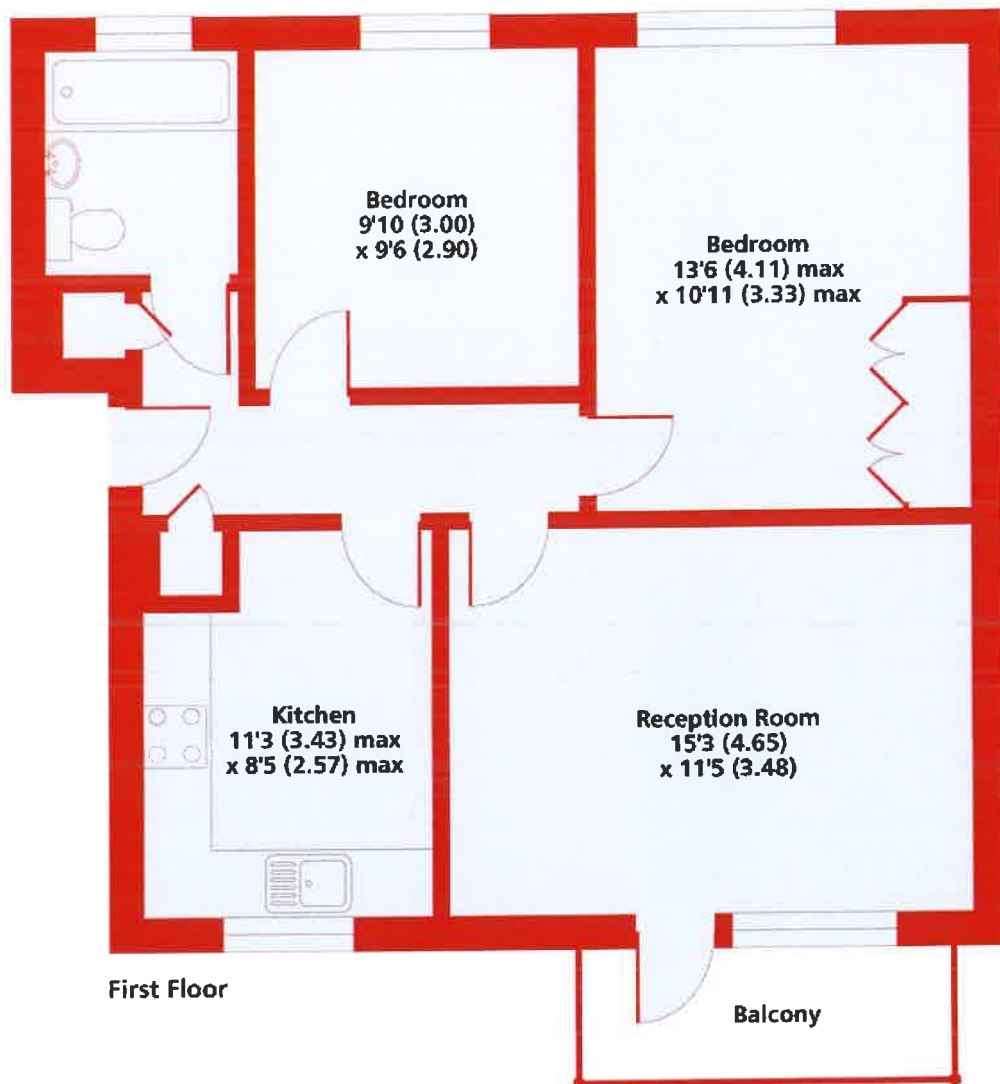 Bedroom
9'10 (3.00)
x 9'6 (2.90)
Bedroom
13'6 (4.11) max
x 10'11 (3.33) max
Kitchen
11'3 (3.43) max
x 8'5 (2.57) max
Reception Room
15'3 (4.65)
x 11'5 (3.48)
First Floor
Balcony